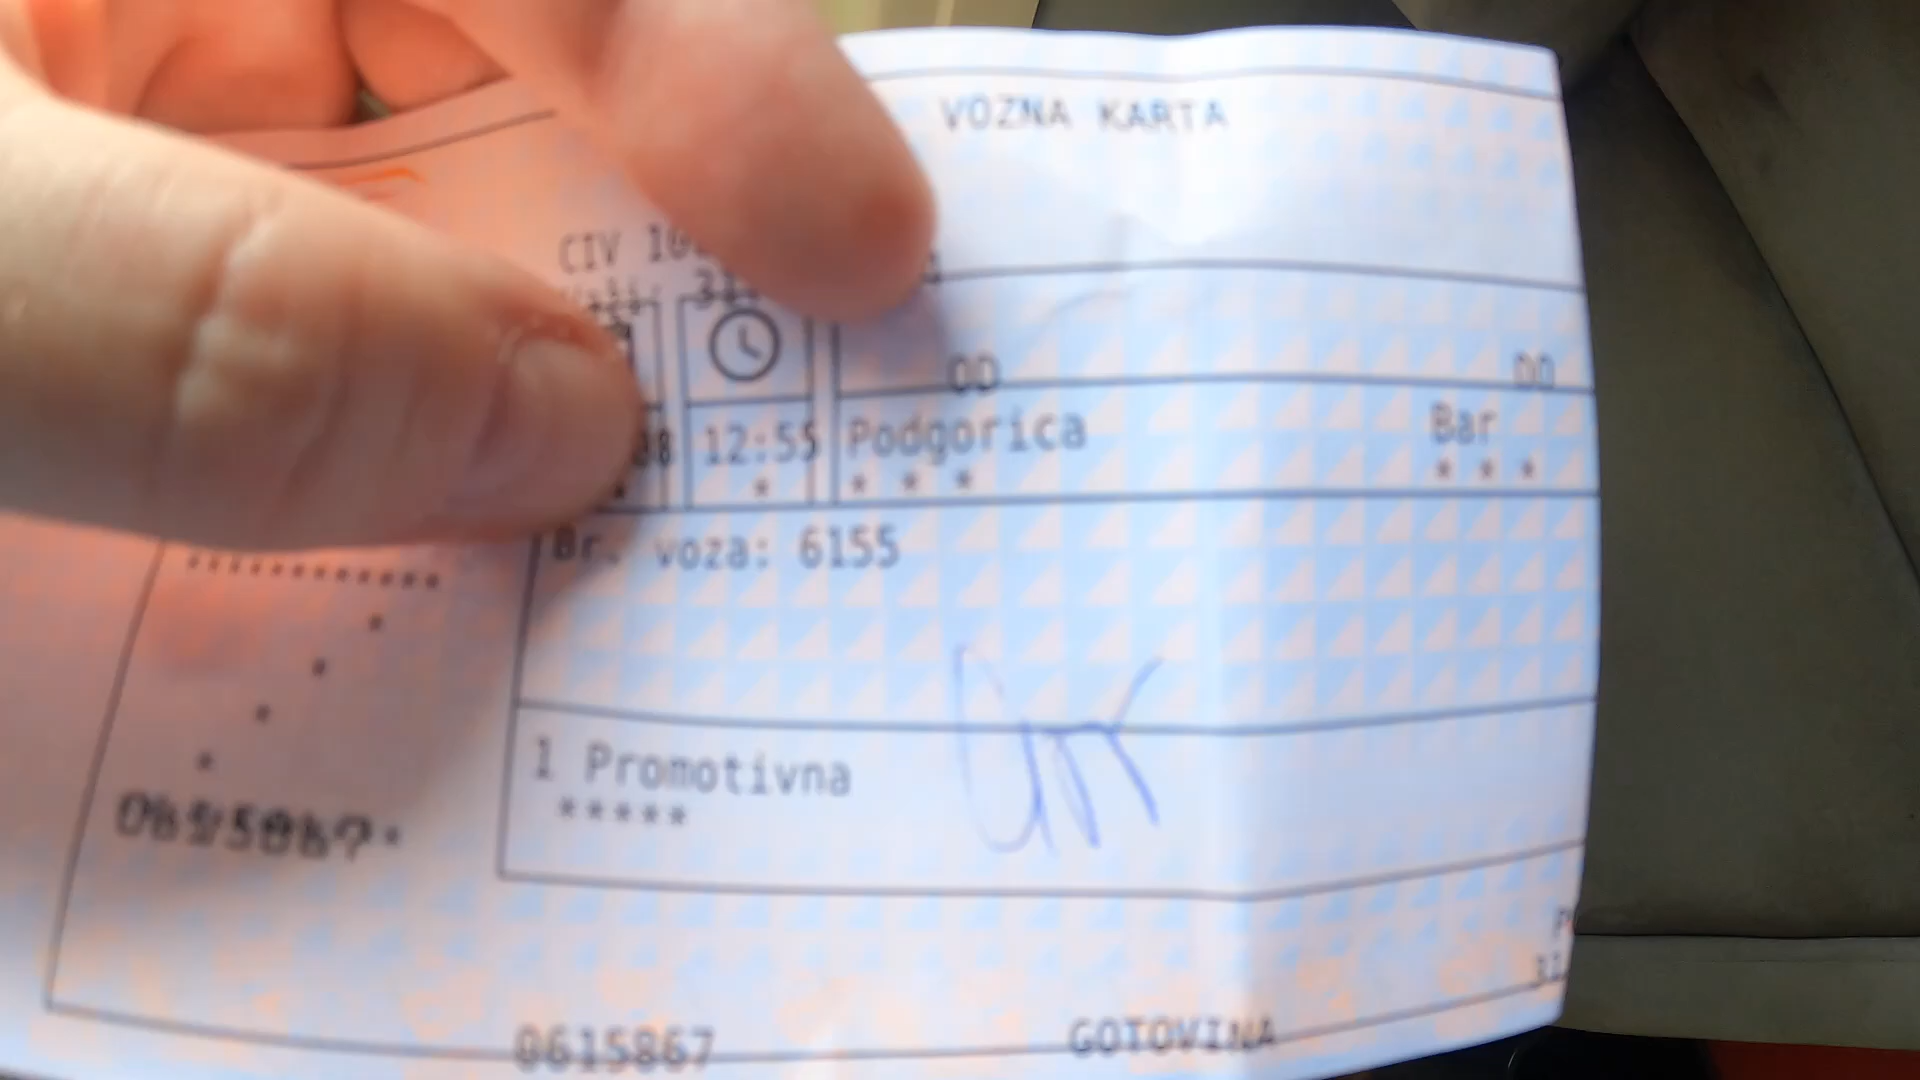 VOZNA KARTA
CIV
OD DO
12:55 Podgorica Bar
* * * * * * *
Br. voza: 6155
1 Promotivna
*****
0615867 GOTOVINA